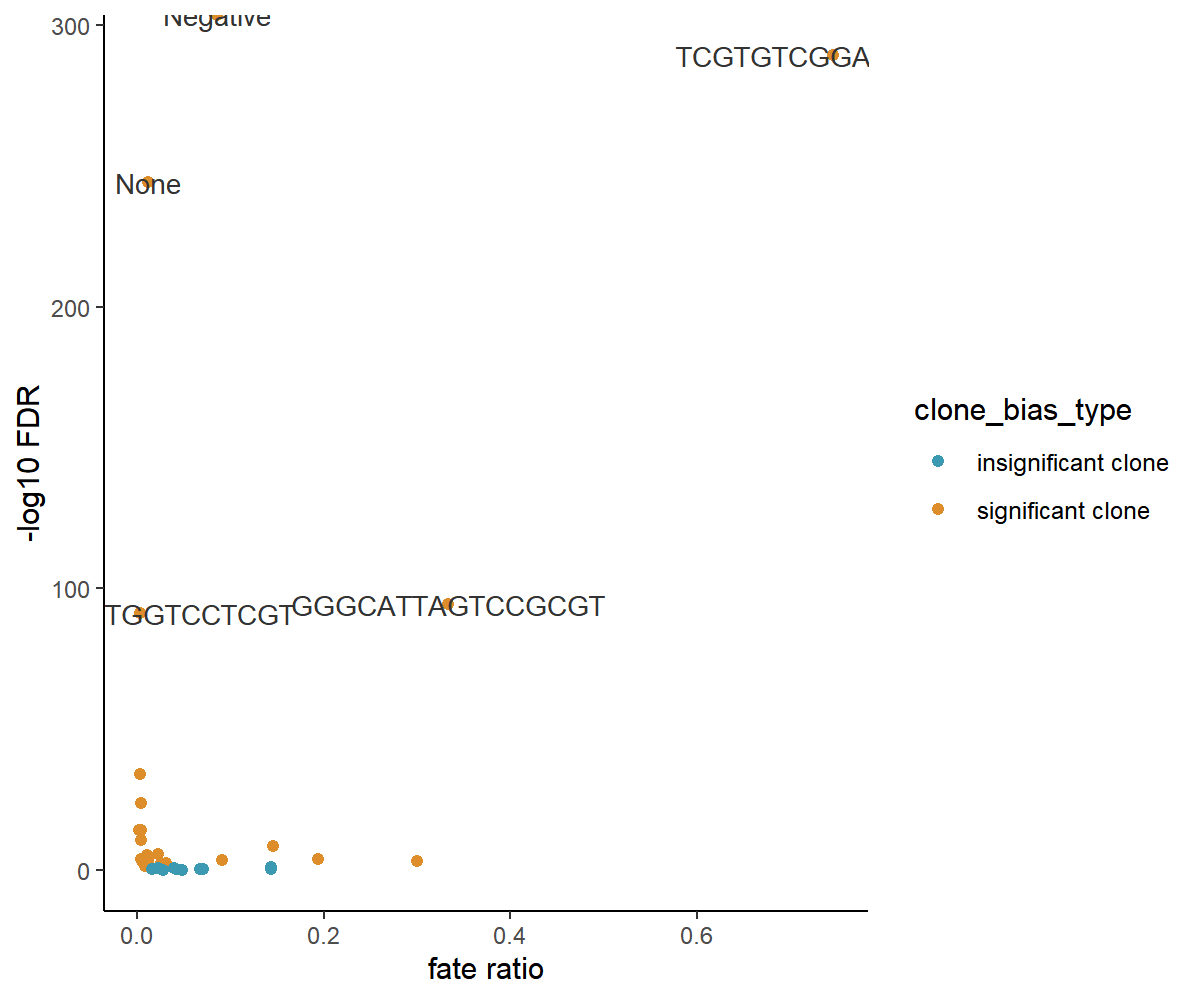 Negative
300
TCGTGTCGGA
None
200
100
TGGTCCTCGT
GGGCATTAGTCCGCGT
0
0.0 0.2 0.4 0.6
fate ratio
-log10 FDR
clone_bias_type
insignificant clone
significant clone